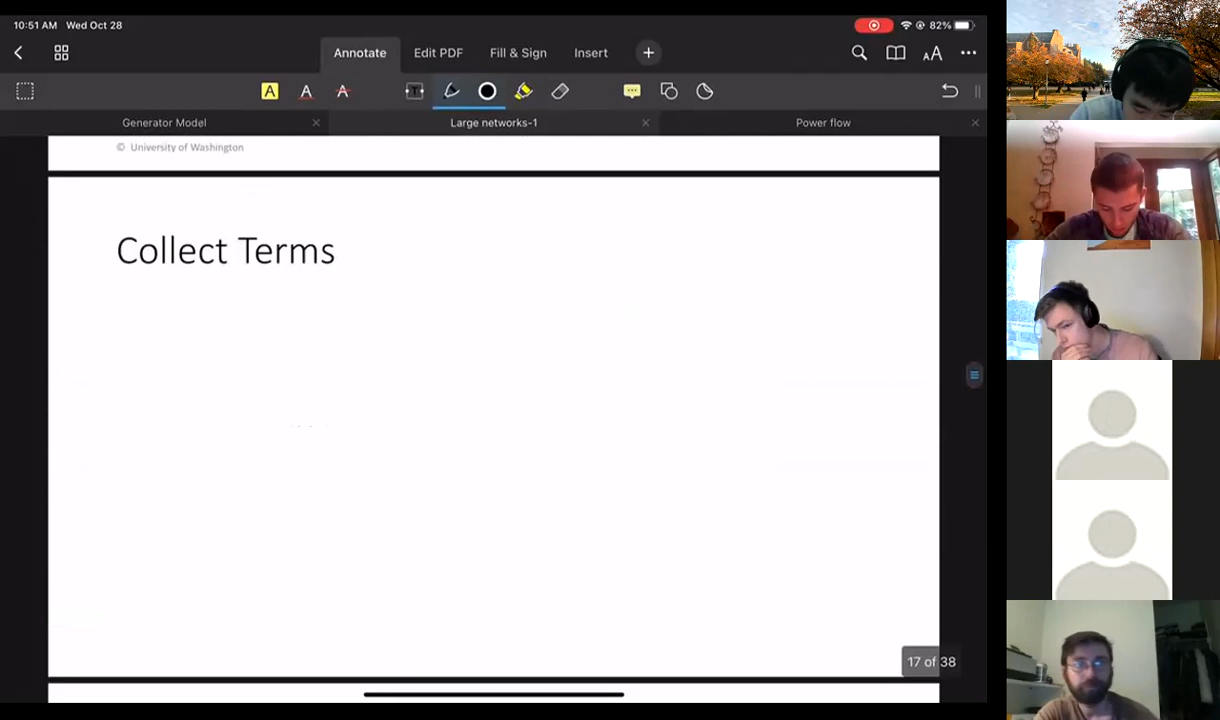 10:51 AM Wed Oct 28
82%
Annotate
Edit PDF
Fill & Sign
Insert
A
A
A
T
AA
Generator Model
Large networks-1
Power flow
© University of Washington
Collect Terms
17 of 38